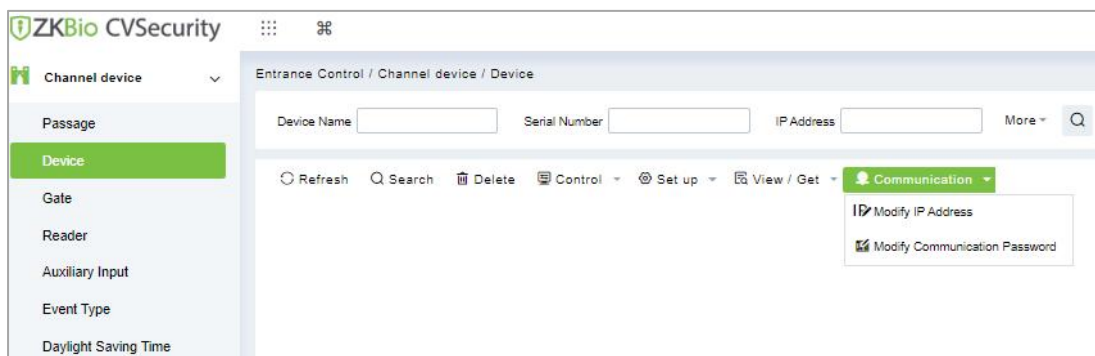 ZKBio CVSecurity
Channel device
Entrance Control / Channel device / Device
Passage
Device Name Serial Number IP Address More
Device
Refresh Search Delete Control Set up View / Get Communication
Gate
Modify IP Address
Reader
Modify Communication Password
Auxiliary Input
Event Type
Daylight Saving Time